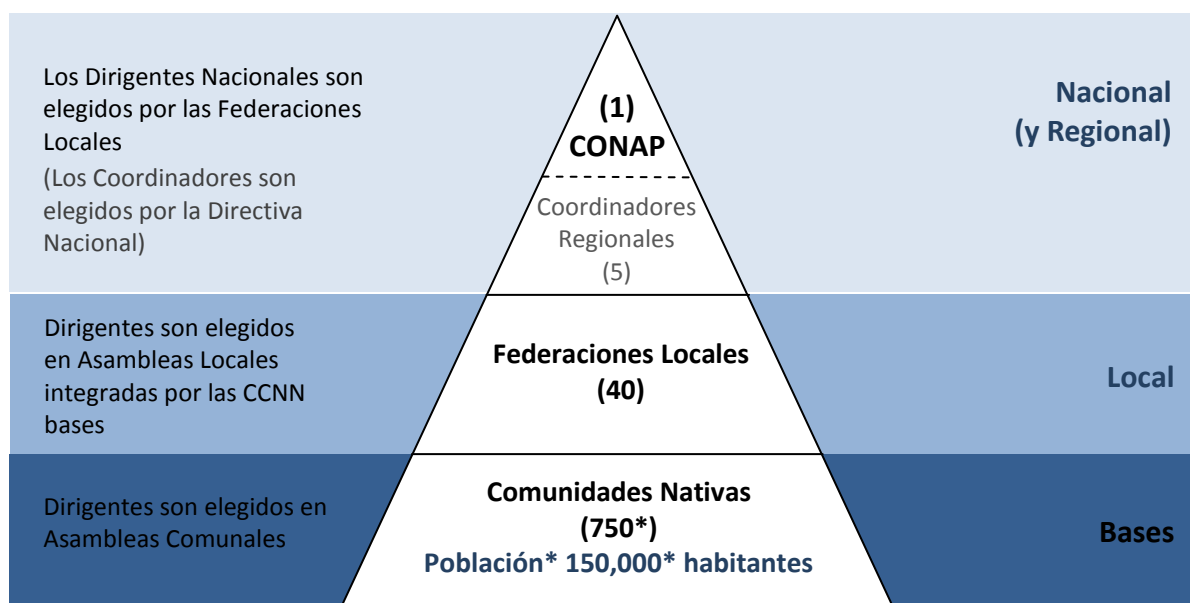 Los Dirigentes Nacionales son
elegidos por las Federaciones
Locales
(Los Coordinadores son
elegidos por la Directiva
Nacional)
(1)
CONAP
Coordinadores
Regionales
(5)
Nacional
(y Regional)
Dirigentes son elegidos
en Asambleas Locales
integradas por las CCNN
bases
Federaciones Locales
(40)
Local
Dirigentes son elegidos en
Asambleas Comunales
Comunidades Nativas
(750*)
Población* 150,000* habitantes
Bases